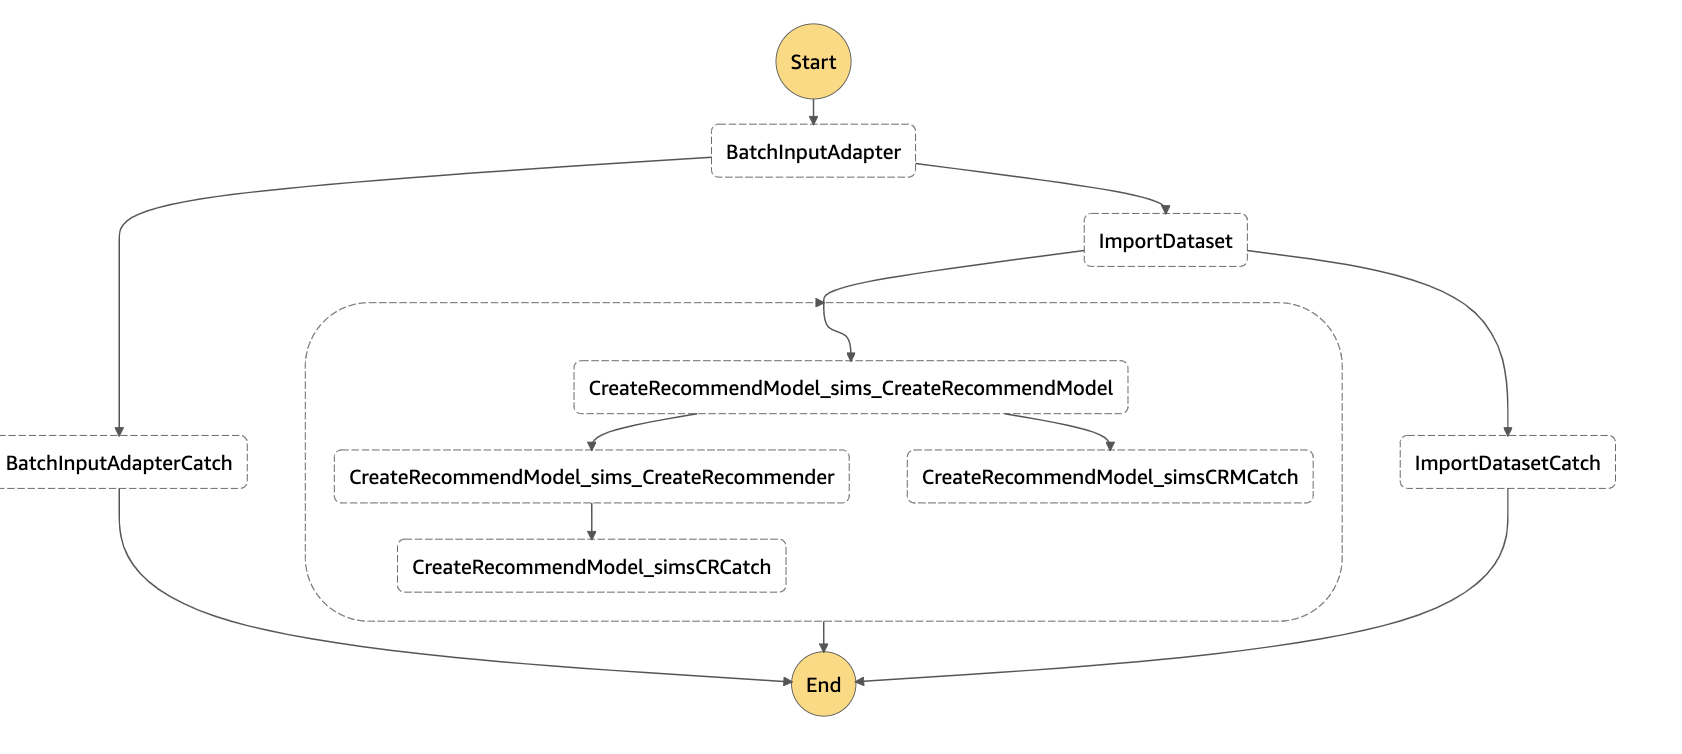 Start
BatchInputAdapter
ImportDataset
CreateRecommendModel_sims_CreateRecommendModel
BatchInputAdapterCatch
CreateRecommendModel_sims_CreateRecommender
CreateRecommendModel_simsCRMCatch
ImportDatasetCatch
CreateRecommendModel_simsCRCatch
End